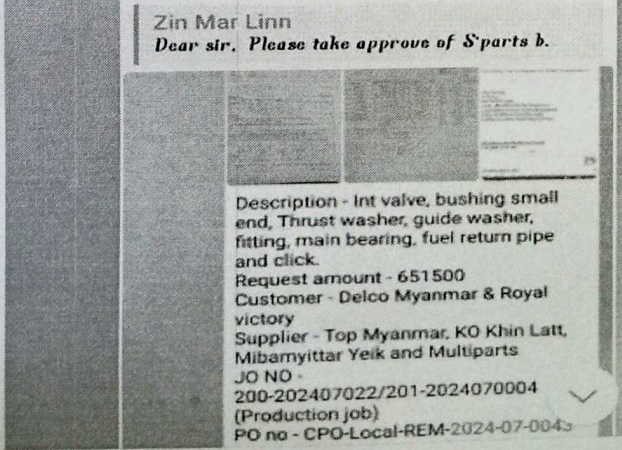 Zin Mar Linn
Dear sir, Please take approve of S'parts b.
Description - Int valve, bushing small
end, Thrust washer, guide washer,
fitting, main bearing, fuel return pipe
and click.
Request amount - 651500
Customer - Delco Myanmar & Royal
victory
Supplier - Top Myanmar, KO Khin Latt,
Mibamyittar Yeik and Multiparts
JO NO -
200-202407022/201-2024070004
(Production job)
PO no - CPO-Local-REM-2024-07-0043